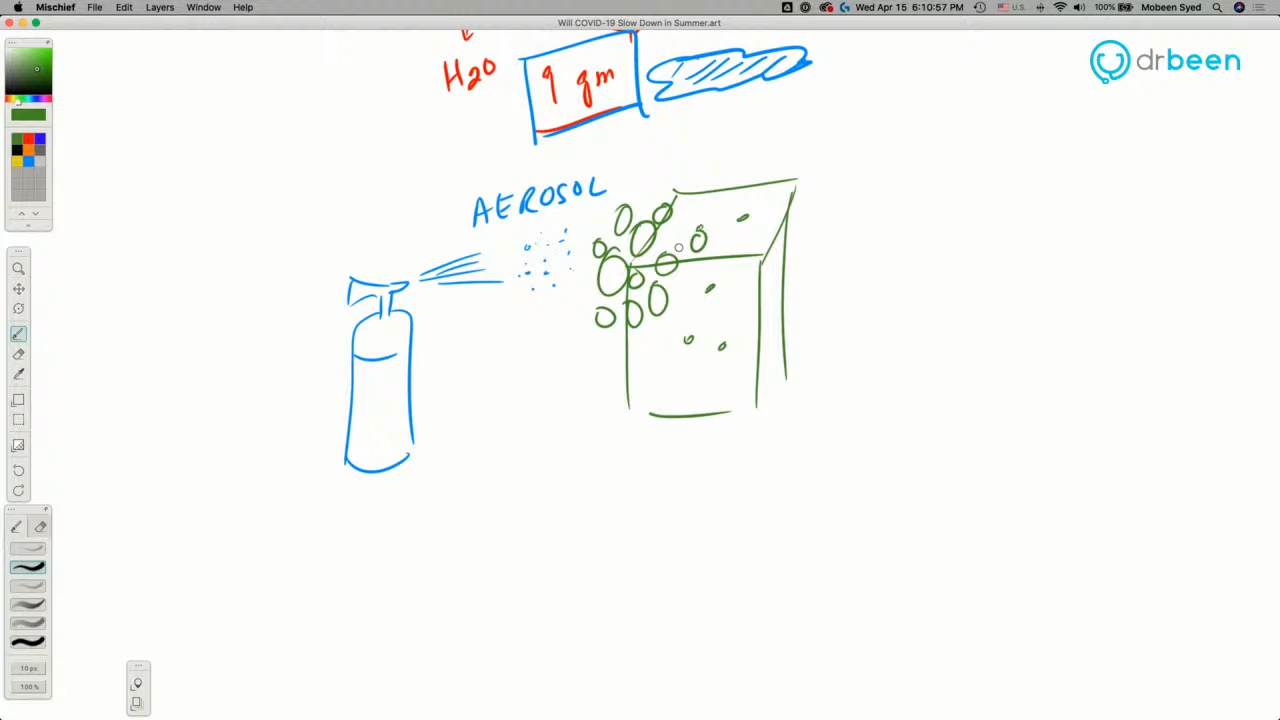 Mischief File Edit Layers Window Help
U.S. 100% Wed Apr 15 6:10:57 PM Mobeen Syed
Will COVID-19 Slow Down in Summer.art
drbeen
H2O
9 gm
AEROSOL
10 px
100 %